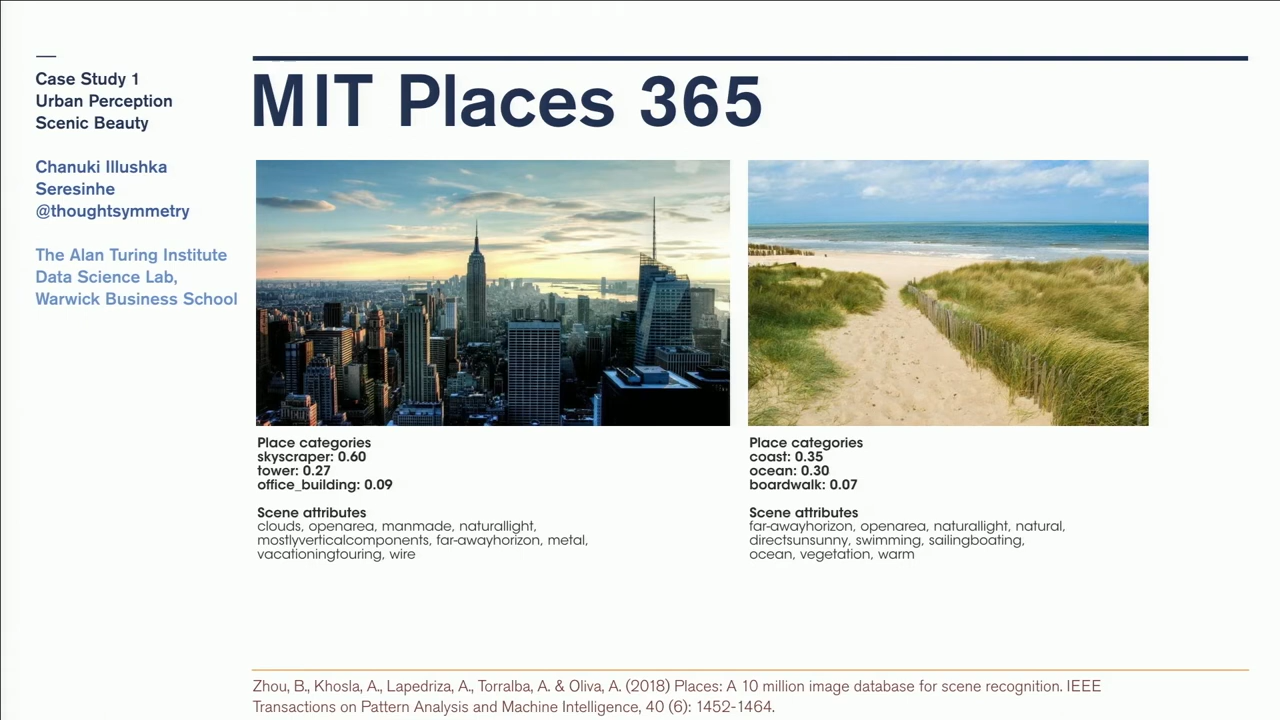 Case Study 1
Urban Perception
Scenic Beauty
Chanuki Illushka
Seresinhe
@thoughtsymmetry
The Alan Turing Institute
Data Science Lab,
Warwick Business School
MIT Places 365
Place categories
skyscraper: 0.60
tower: 0.27
office_building: 0.09
Scene attributes
clouds, openarea, manmade, naturallight,
mostlyverticalcomponents, far-awayhorizon, metal,
vacationingtouring, wire
Place categories
coast: 0.35
ocean: 0.30
boardwalk: 0.07
Scene attributes
far-awayhorizon, openarea, naturallight, natural,
directsunsunny, swimming, sailingboating,
ocean, vegetation, warm
Zhou, B., Khosla, A., Lapedriza, A., Torralba, A. & Oliva, A. (2018) Places: A 10 million image database for scene recognition. IEEE
Transactions on Pattern Analysis and Machine Intelligence, 40 (6): 1452-1464.